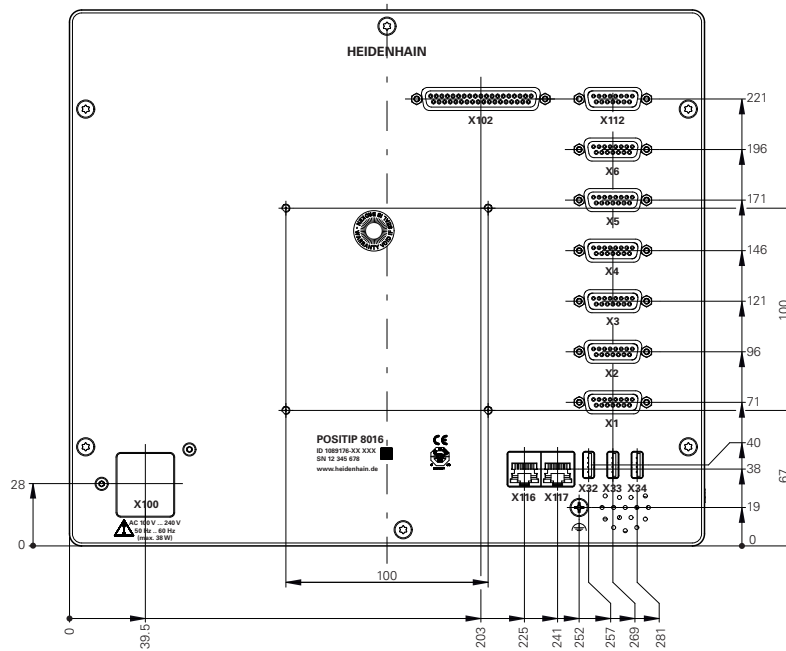 HEIDENHAIN
X102
X112
221
X6
196
X5
171
X4
146
X3
121
100
X2
96
X1
71
POSITIP 8016
ID 1089176-XX XXX
SN 12 345 678
www.heidenhain.de
CE
40
38
67
X100
X116
X117
X32
X33
X34
28
19
AC 100 V ... 240 V
50 Hz ... 60 Hz
(max. 38 W)
0
0
100
0
39.5
203
225
241
252
257
269
281